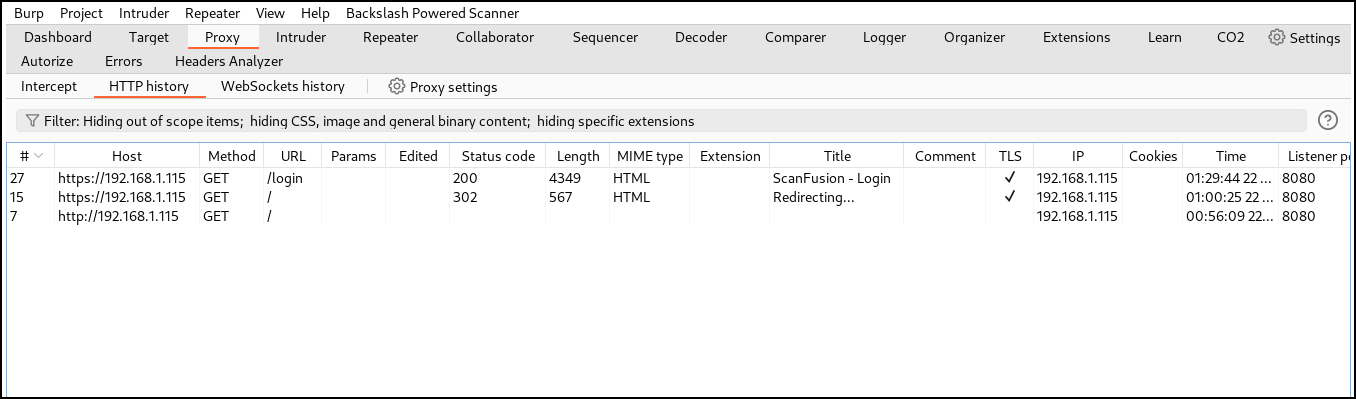 Burp Project Intruder Repeater View Help Backslash Powered Scanner
Dashboard Target Proxy Intruder Repeater Collaborator Sequencer Decoder Comparer Logger Organizer Extensions Learn CO2 Settings
Autorize Errors Headers Analyzer
Intercept HTTP history WebSockets history Proxy settings
Filter: Hiding out of scope items; hiding CSS, image and general binary content; hiding specific extensions ?
# Host Method URL Params Edited Status code Length MIME type Extension Title Comment TLS IP Cookies Time Listener po
27 https://192.168.1.115 GET /login 200 4349 HTML ScanFusion - Login ✓ 192.168.1.115 01:29:44 22 ... 8080
15 https://192.168.1.115 GET / 302 567 HTML Redirecting... ✓ 192.168.1.115 01:00:25 22 ... 8080
7 http://192.168.1.115 GET / 192.168.1.115 00:56:09 22... 8080